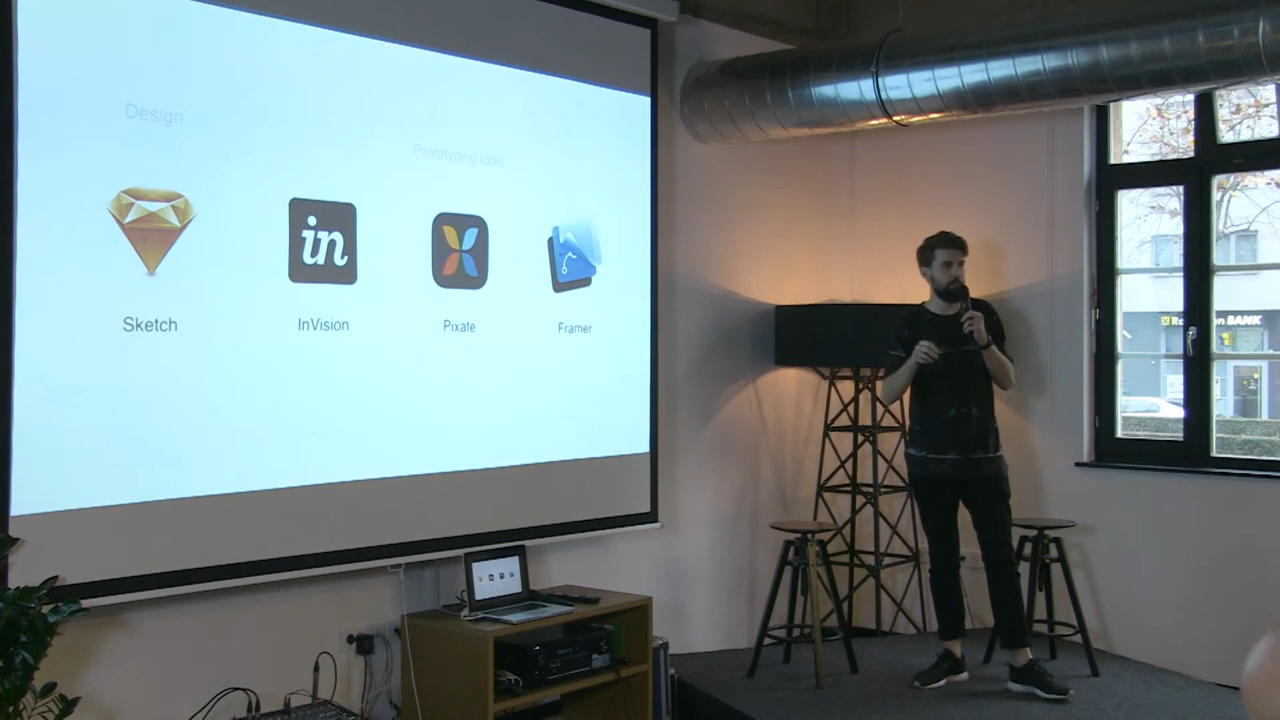 Design
Prototyping tools
in
Sketch
InVision
Pixate
Framer
BANK